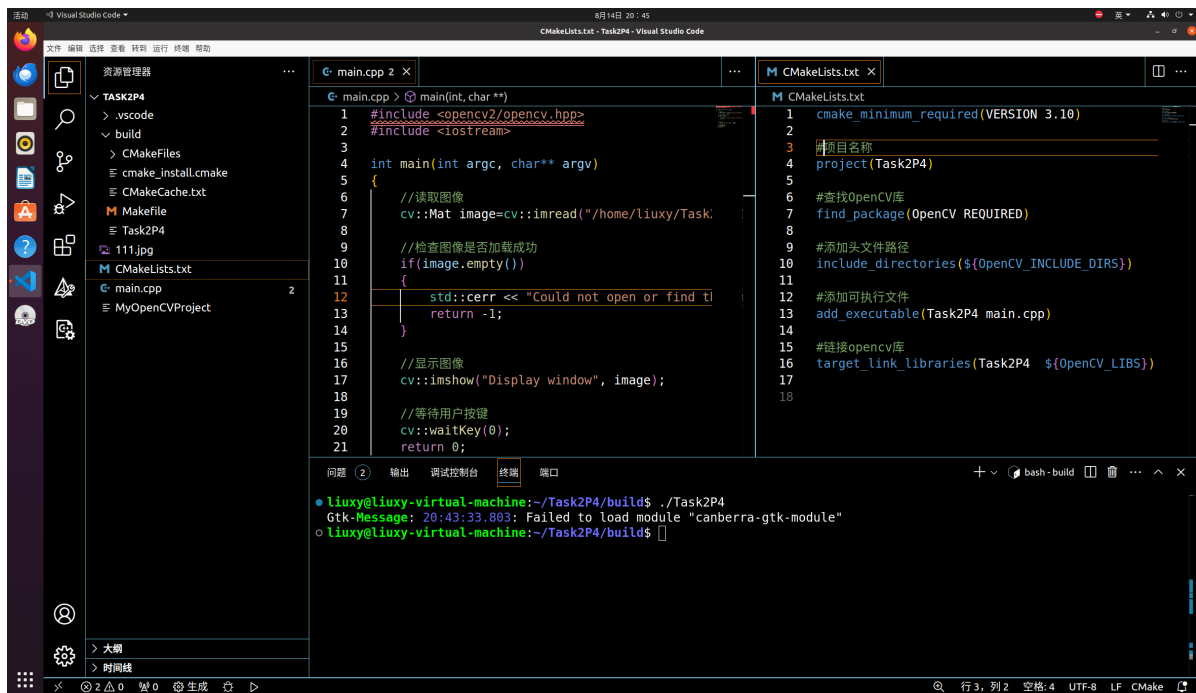 活动
Visual Studio Code
8月14日 20：45
英
CMakeLists.txt - Task2P4 - Visual Studio Code
文件 编辑 选择 查看 转到 运行 终端 帮助
资源管理器
TASK2P4
.vscode
build
CMakeFiles
cmake_install.cmake
CMakeCache.txt
Makefile
Task2P4
111.jpg
CMakeLists.txt
main.cpp 2
MyOpenCVProject
大纲
时间线
main.cpp 2
main.cpp > main(int, char **)
1 #include <opencv2/opencv.hpp>
2 #include <iostream>
3
4 int main(int argc, char** argv)
5 {
6 //读取图像
7 cv::Mat image=cv::imread("/home/liuxy/Task
8
9 //检查图像是否加载成功
10 if(image.empty())
11 {
12 std::cerr << "Could not open or find t
13 return -1;
14 }
15
16 //显示图像
17 cv::imshow("Display window", image);
18
19 //等待用户按键
20 cv::waitKey(0);
21 return 0;
CMakeLists.txt
CMakeLists.txt
1 cmake_minimum_required(VERSION 3.10)
2
3 #项目名称
4 project(Task2P4)
5
6 #查找OpenCV库
7 find_package(OpenCV REQUIRED)
8
9 #添加头文件路径
10 include_directories(${OpenCV_INCLUDE_DIRS})
11
12 #添加可执行文件
13 add_executable(Task2P4 main.cpp)
14
15 #链接opencv库
16 target_link_libraries(Task2P4  ${OpenCV_LIBS})
17
18
问题 2 输出 调试控制台 终端 端口
bash - build
liuxy@liuxy-virtual-machine:~/Task2P4/build$ ./Task2P4
Gtk-Message: 20:43:33.803: Failed to load module "canberra-gtk-module"
liuxy@liuxy-virtual-machine:~/Task2P4/build$
2 0 0 生成
行 3，列 2 空格: 4 UTF-8 LF CMake